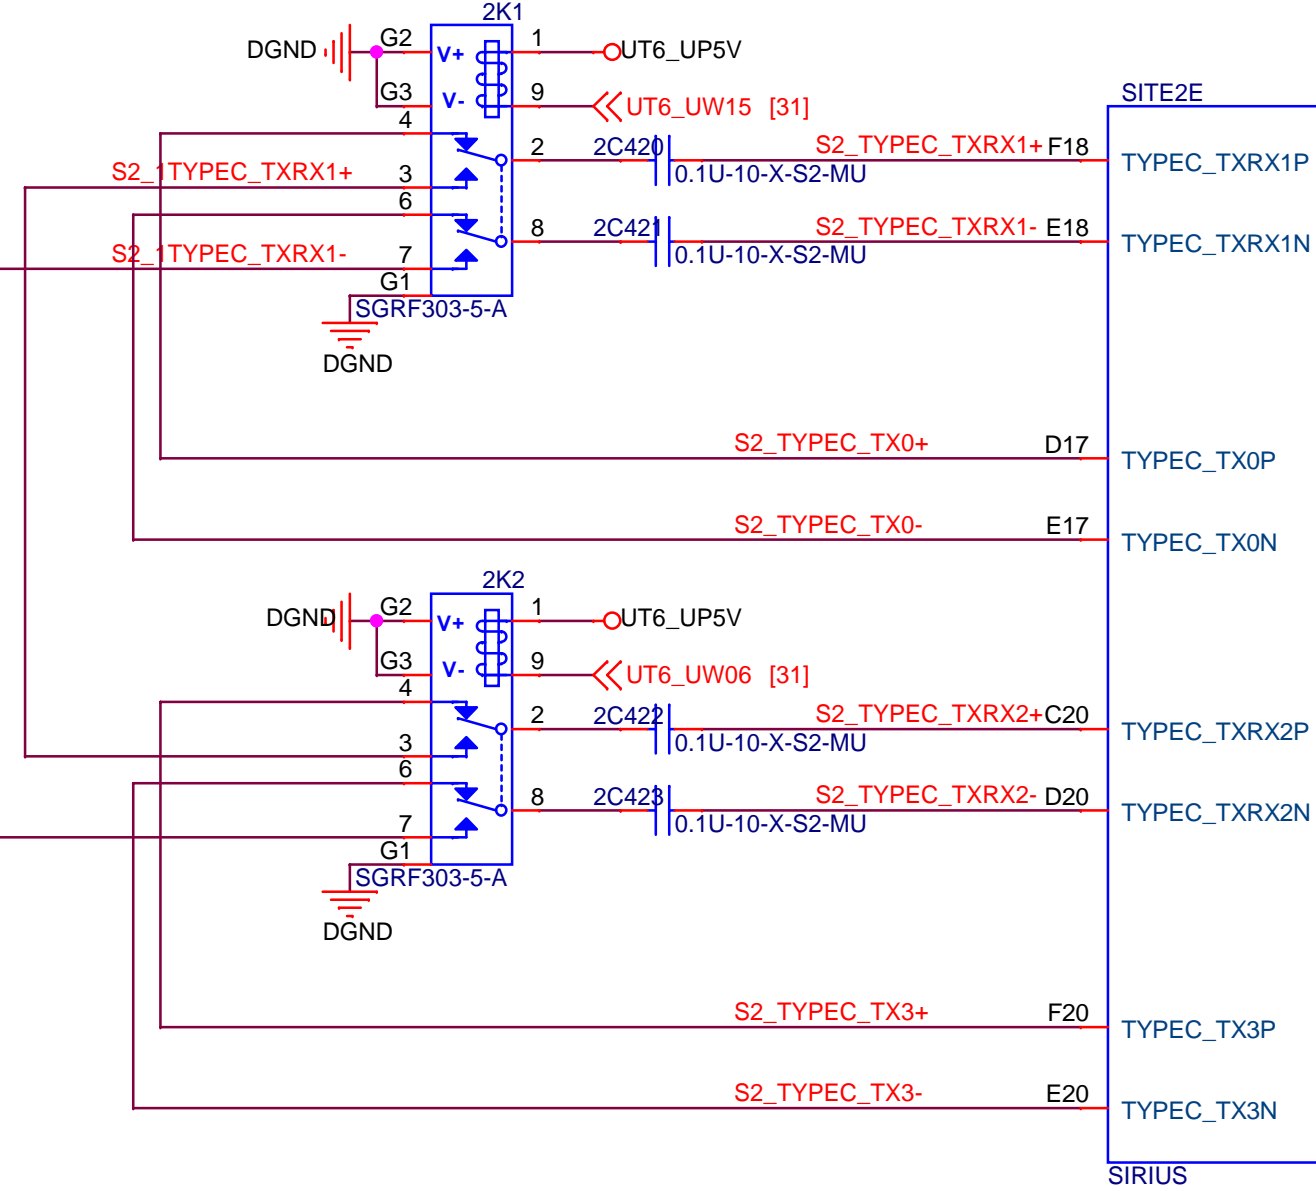 2K1
DGND
G2
V+
1
UT6_UP5V
G3
V-
9
UT6_UW15 [31]
SITE2E
4
2
2C420
S2_TYPEC_TXRX1+
F18
TYPEC_TXRX1P
S2_1TYPEC_TXRX1+
3
0.1U-10-X-S2-MU
6
8
2C421
S2_TYPEC_TXRX1-
E18
TYPEC_TXRX1N
S2_1TYPEC_TXRX1-
7
0.1U-10-X-S2-MU
G1
SGRF303-5-A
DGND
S2_TYPEC_TX0+
D17
TYPEC_TX0P
S2_TYPEC_TX0-
E17
TYPEC_TX0N
2K2
DGND
G2
V+
1
UT6_UP5V
G3
V-
9
UT6_UW06 [31]
4
2
2C422
S2_TYPEC_TXRX2+
C20
TYPEC_TXRX2P
3
0.1U-10-X-S2-MU
6
8
2C423
S2_TYPEC_TXRX2-
D20
TYPEC_TXRX2N
7
0.1U-10-X-S2-MU
G1
SGRF303-5-A
DGND
S2_TYPEC_TX3+
F20
TYPEC_TX3P
S2_TYPEC_TX3-
E20
TYPEC_TX3N
SIRIUS